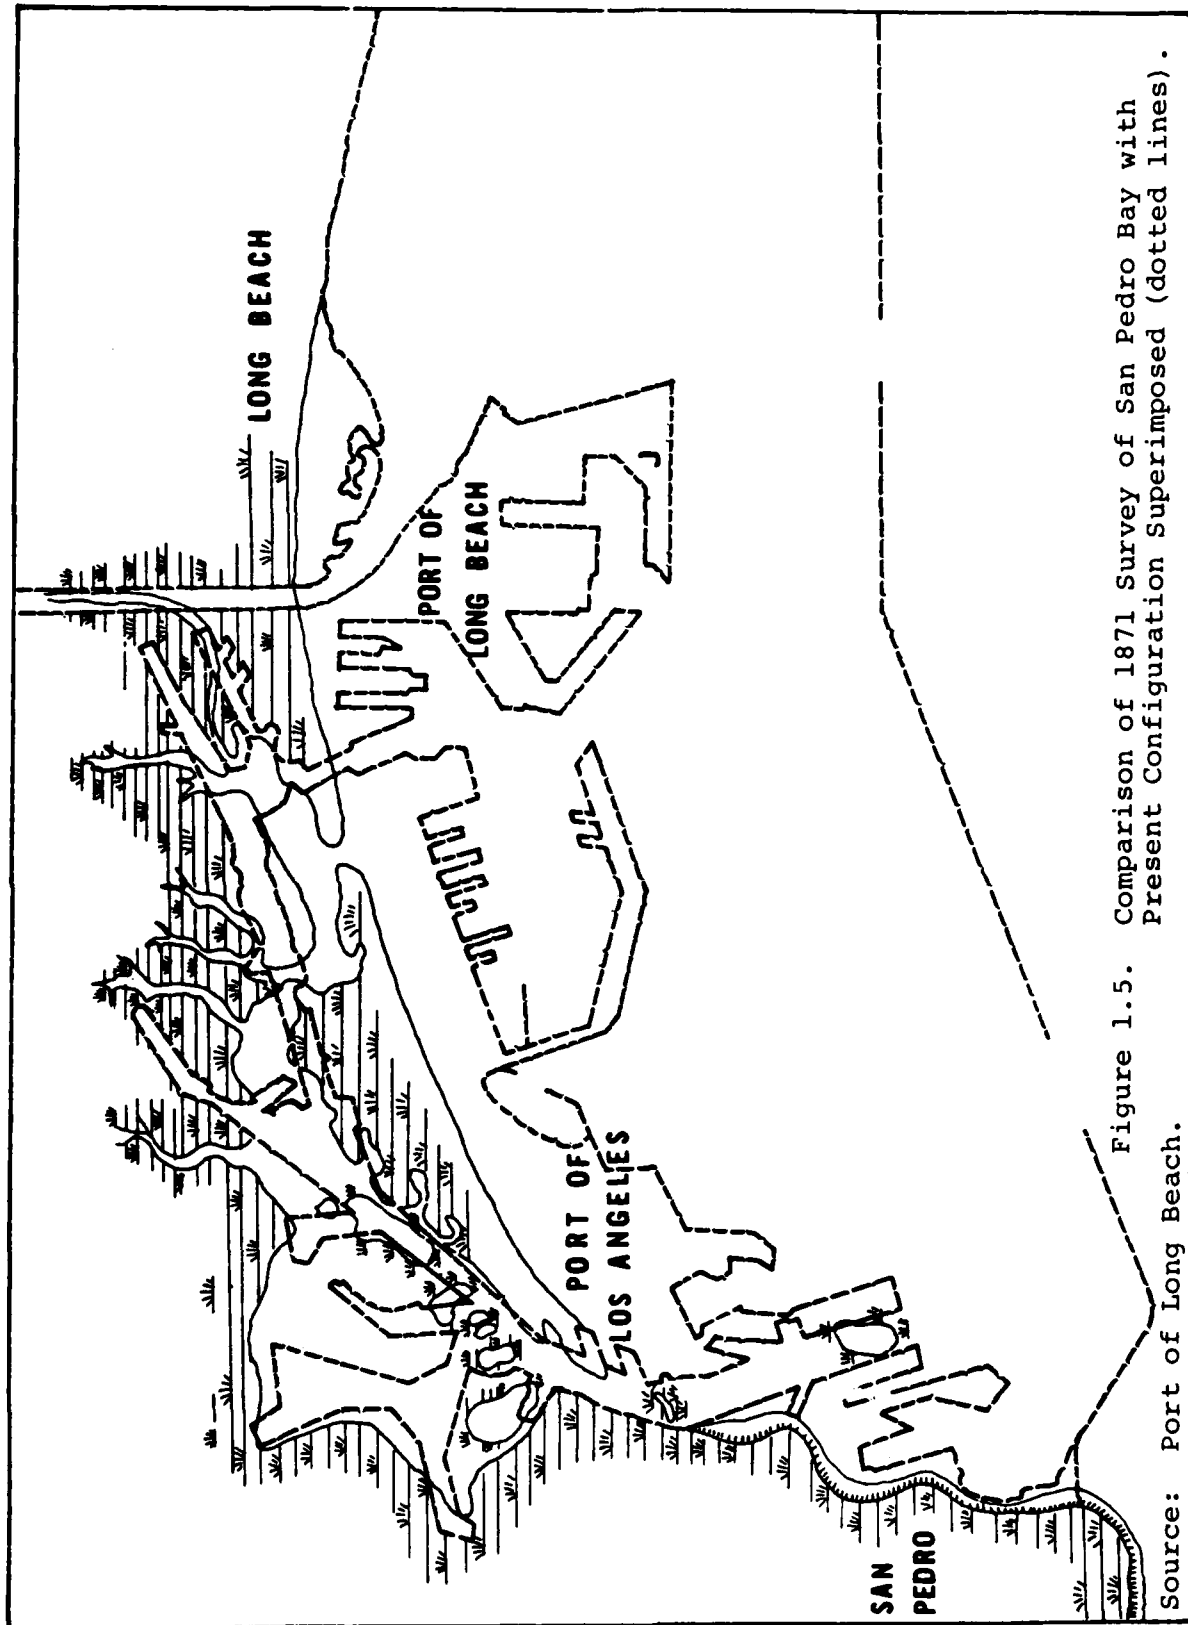 LONG BEACH
PORT OF
LONG BEACH
PORT OF
LOS ANGELES
SAN
PEDRO
Figure 1.5. Comparison of 1871 Survey of San Pedro Bay with
Present Configuration Superimposed (dotted lines).
Source: Port of Long Beach.